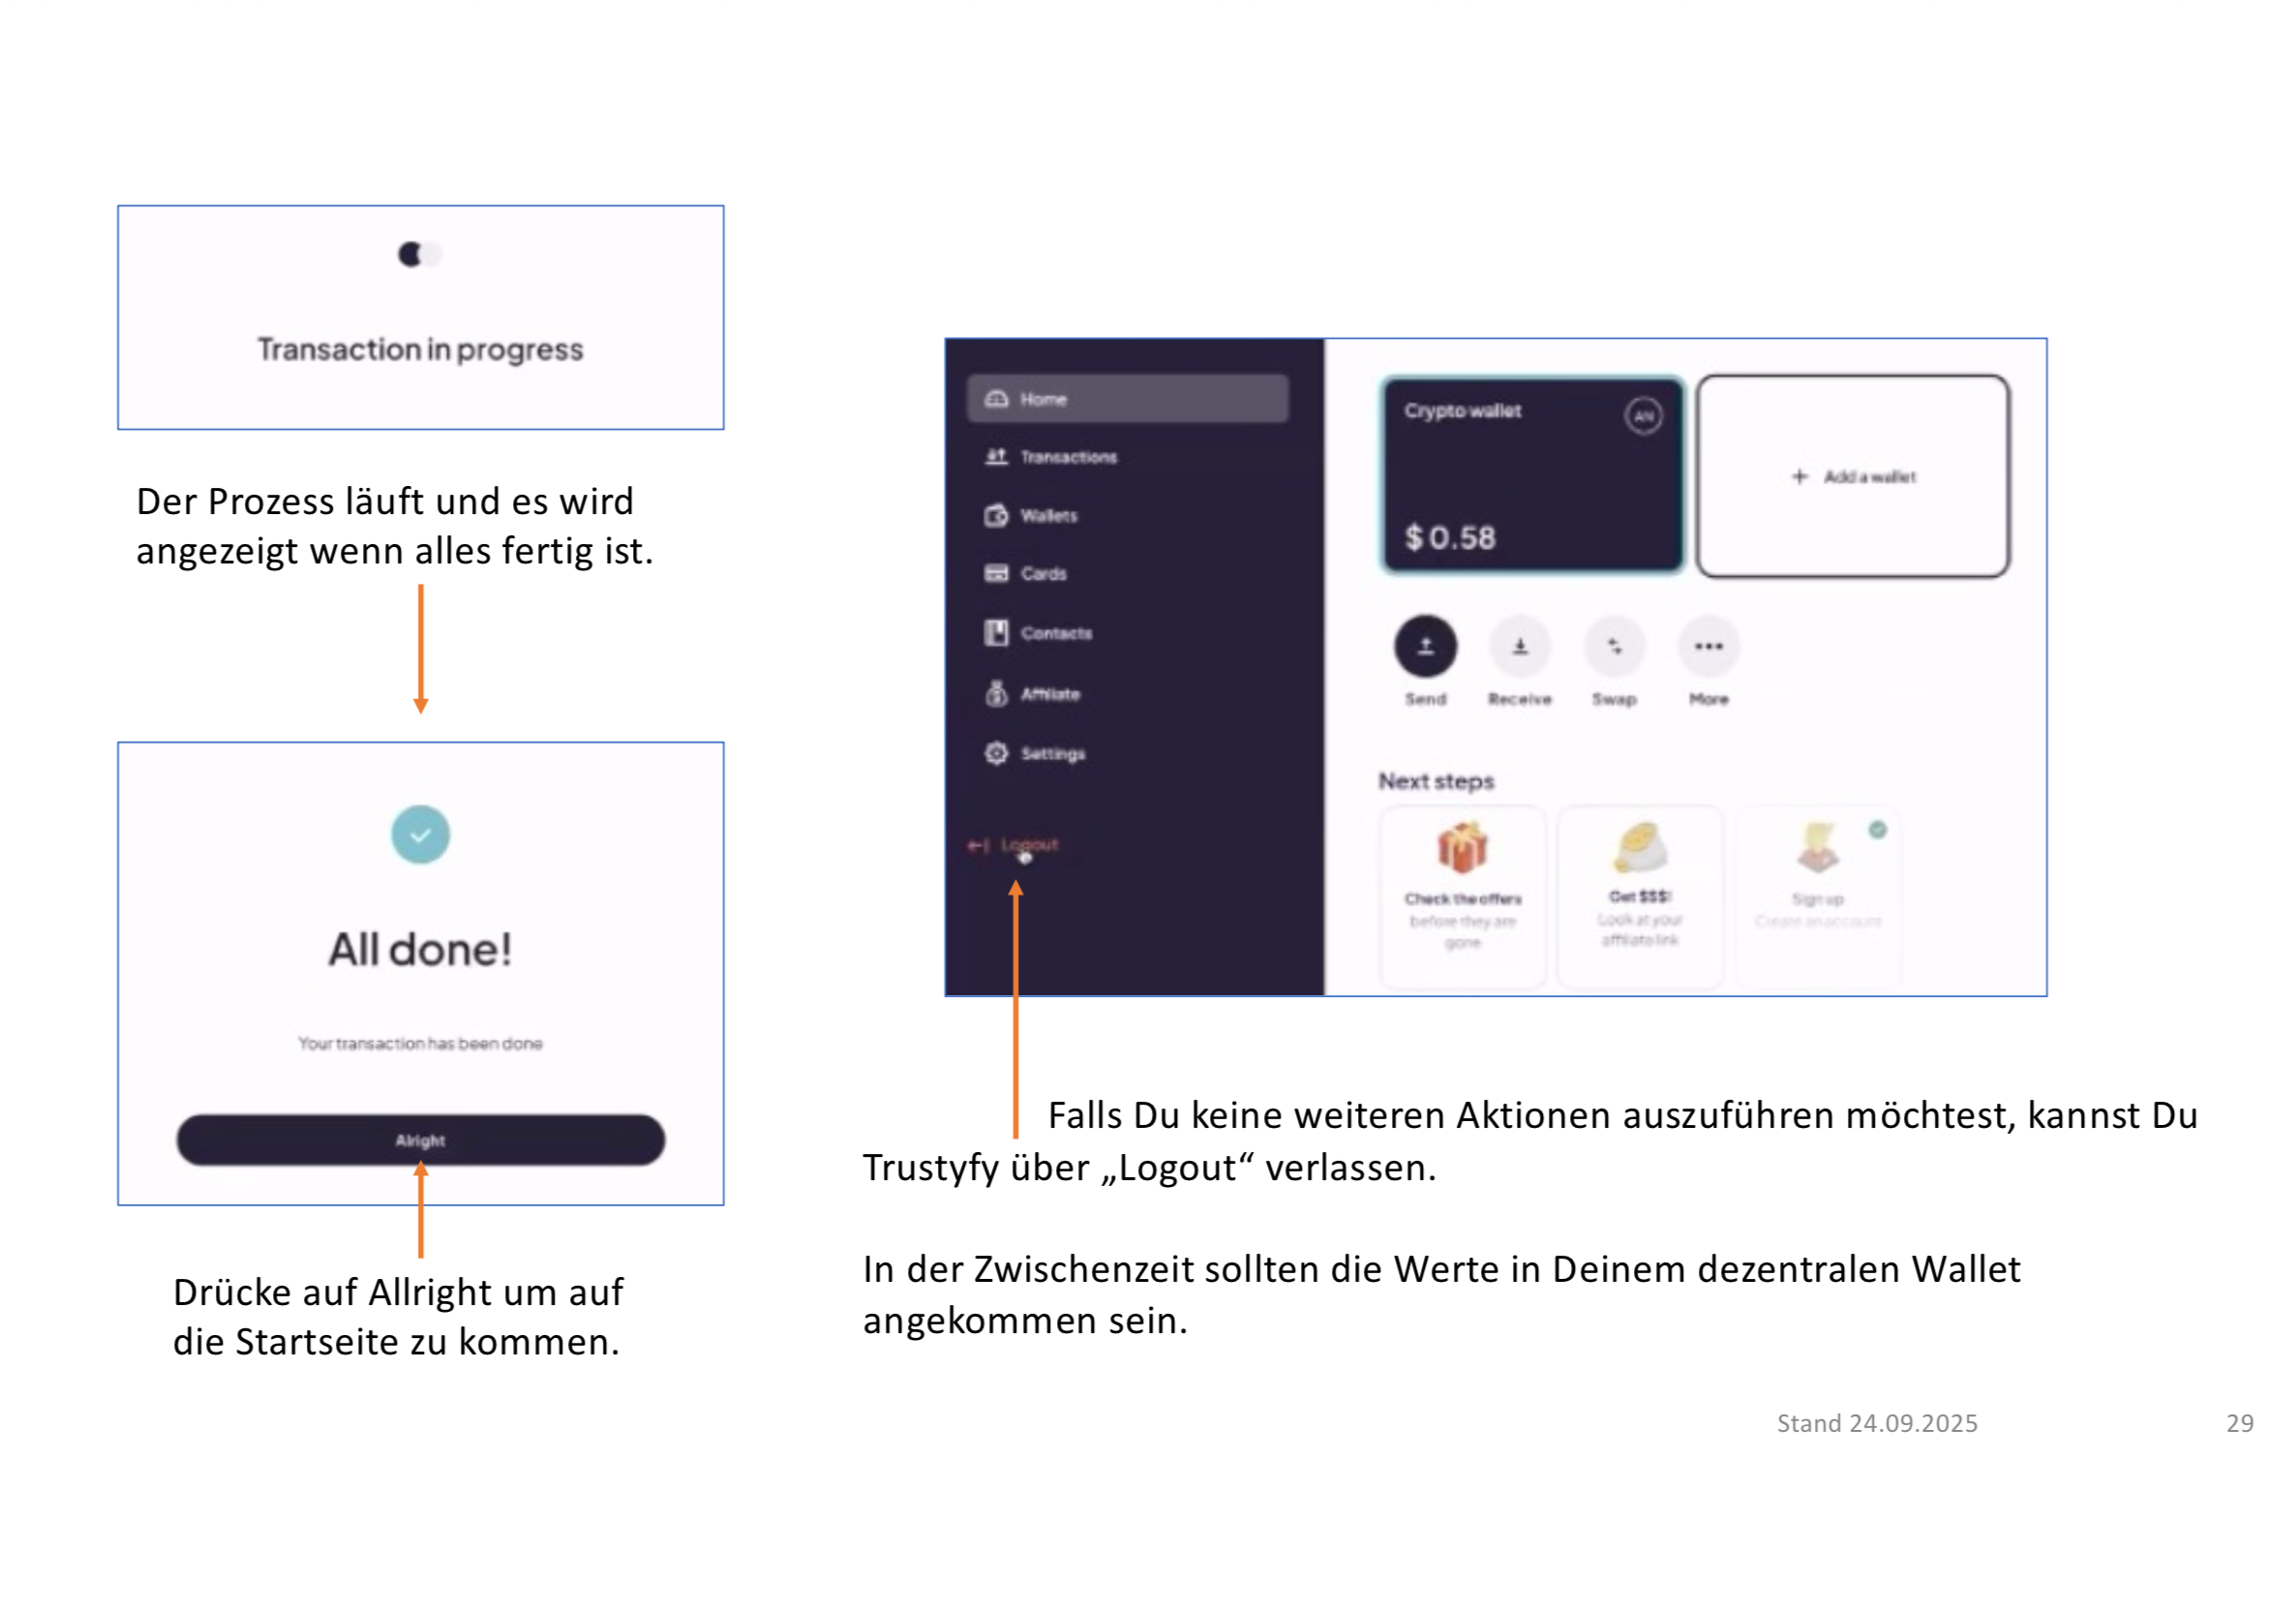 Transaction in progress
Der Prozess läuft und es wird
angezeigt wenn alles fertig ist.
All done!
Your transaction has been done
Alright
Drücke auf Allright um auf
die Startseite zu kommen.
Home
Transactions
Wallets
Cards
Contacts
Affiliate
Settings
Logout
Crypto wallet
AN
$ 0.58
+ Add a wallet
Send
Receive
Swap
More
Next steps
Check the offers
before they are
gone
Get $$$!
Look at your
affiliate link
Sign up
Create an account
Falls Du keine weiteren Aktionen auszuführen möchtest, kannst Du
Trustyfy über „Logout“ verlassen.
In der Zwischenzeit sollten die Werte in Deinem dezentralen Wallet
angekommen sein.
Stand 24.09.2025
29